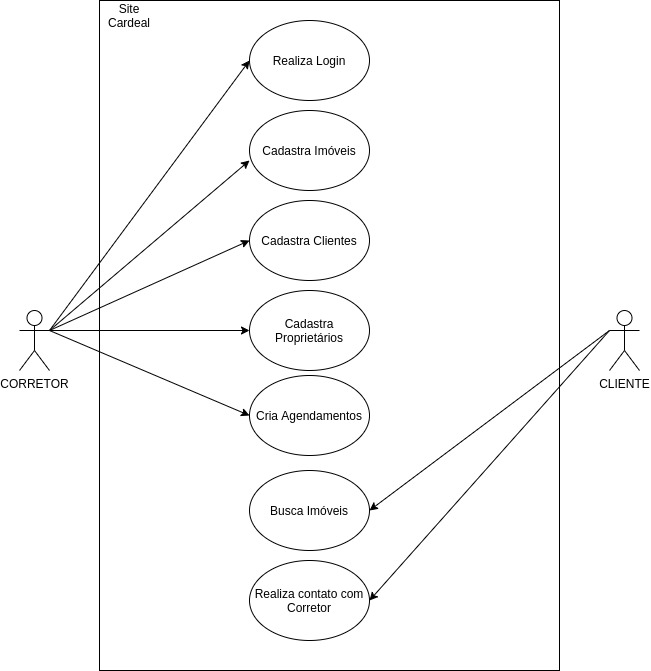 Site
Cardeal
Realiza Login
Cadastra Imóveis
Cadastra Clientes
Cadastra
Proprietários
CORRETOR
CLIENTE
Cria Agendamentos
Busca Imóveis
Realiza contato com
Corretor